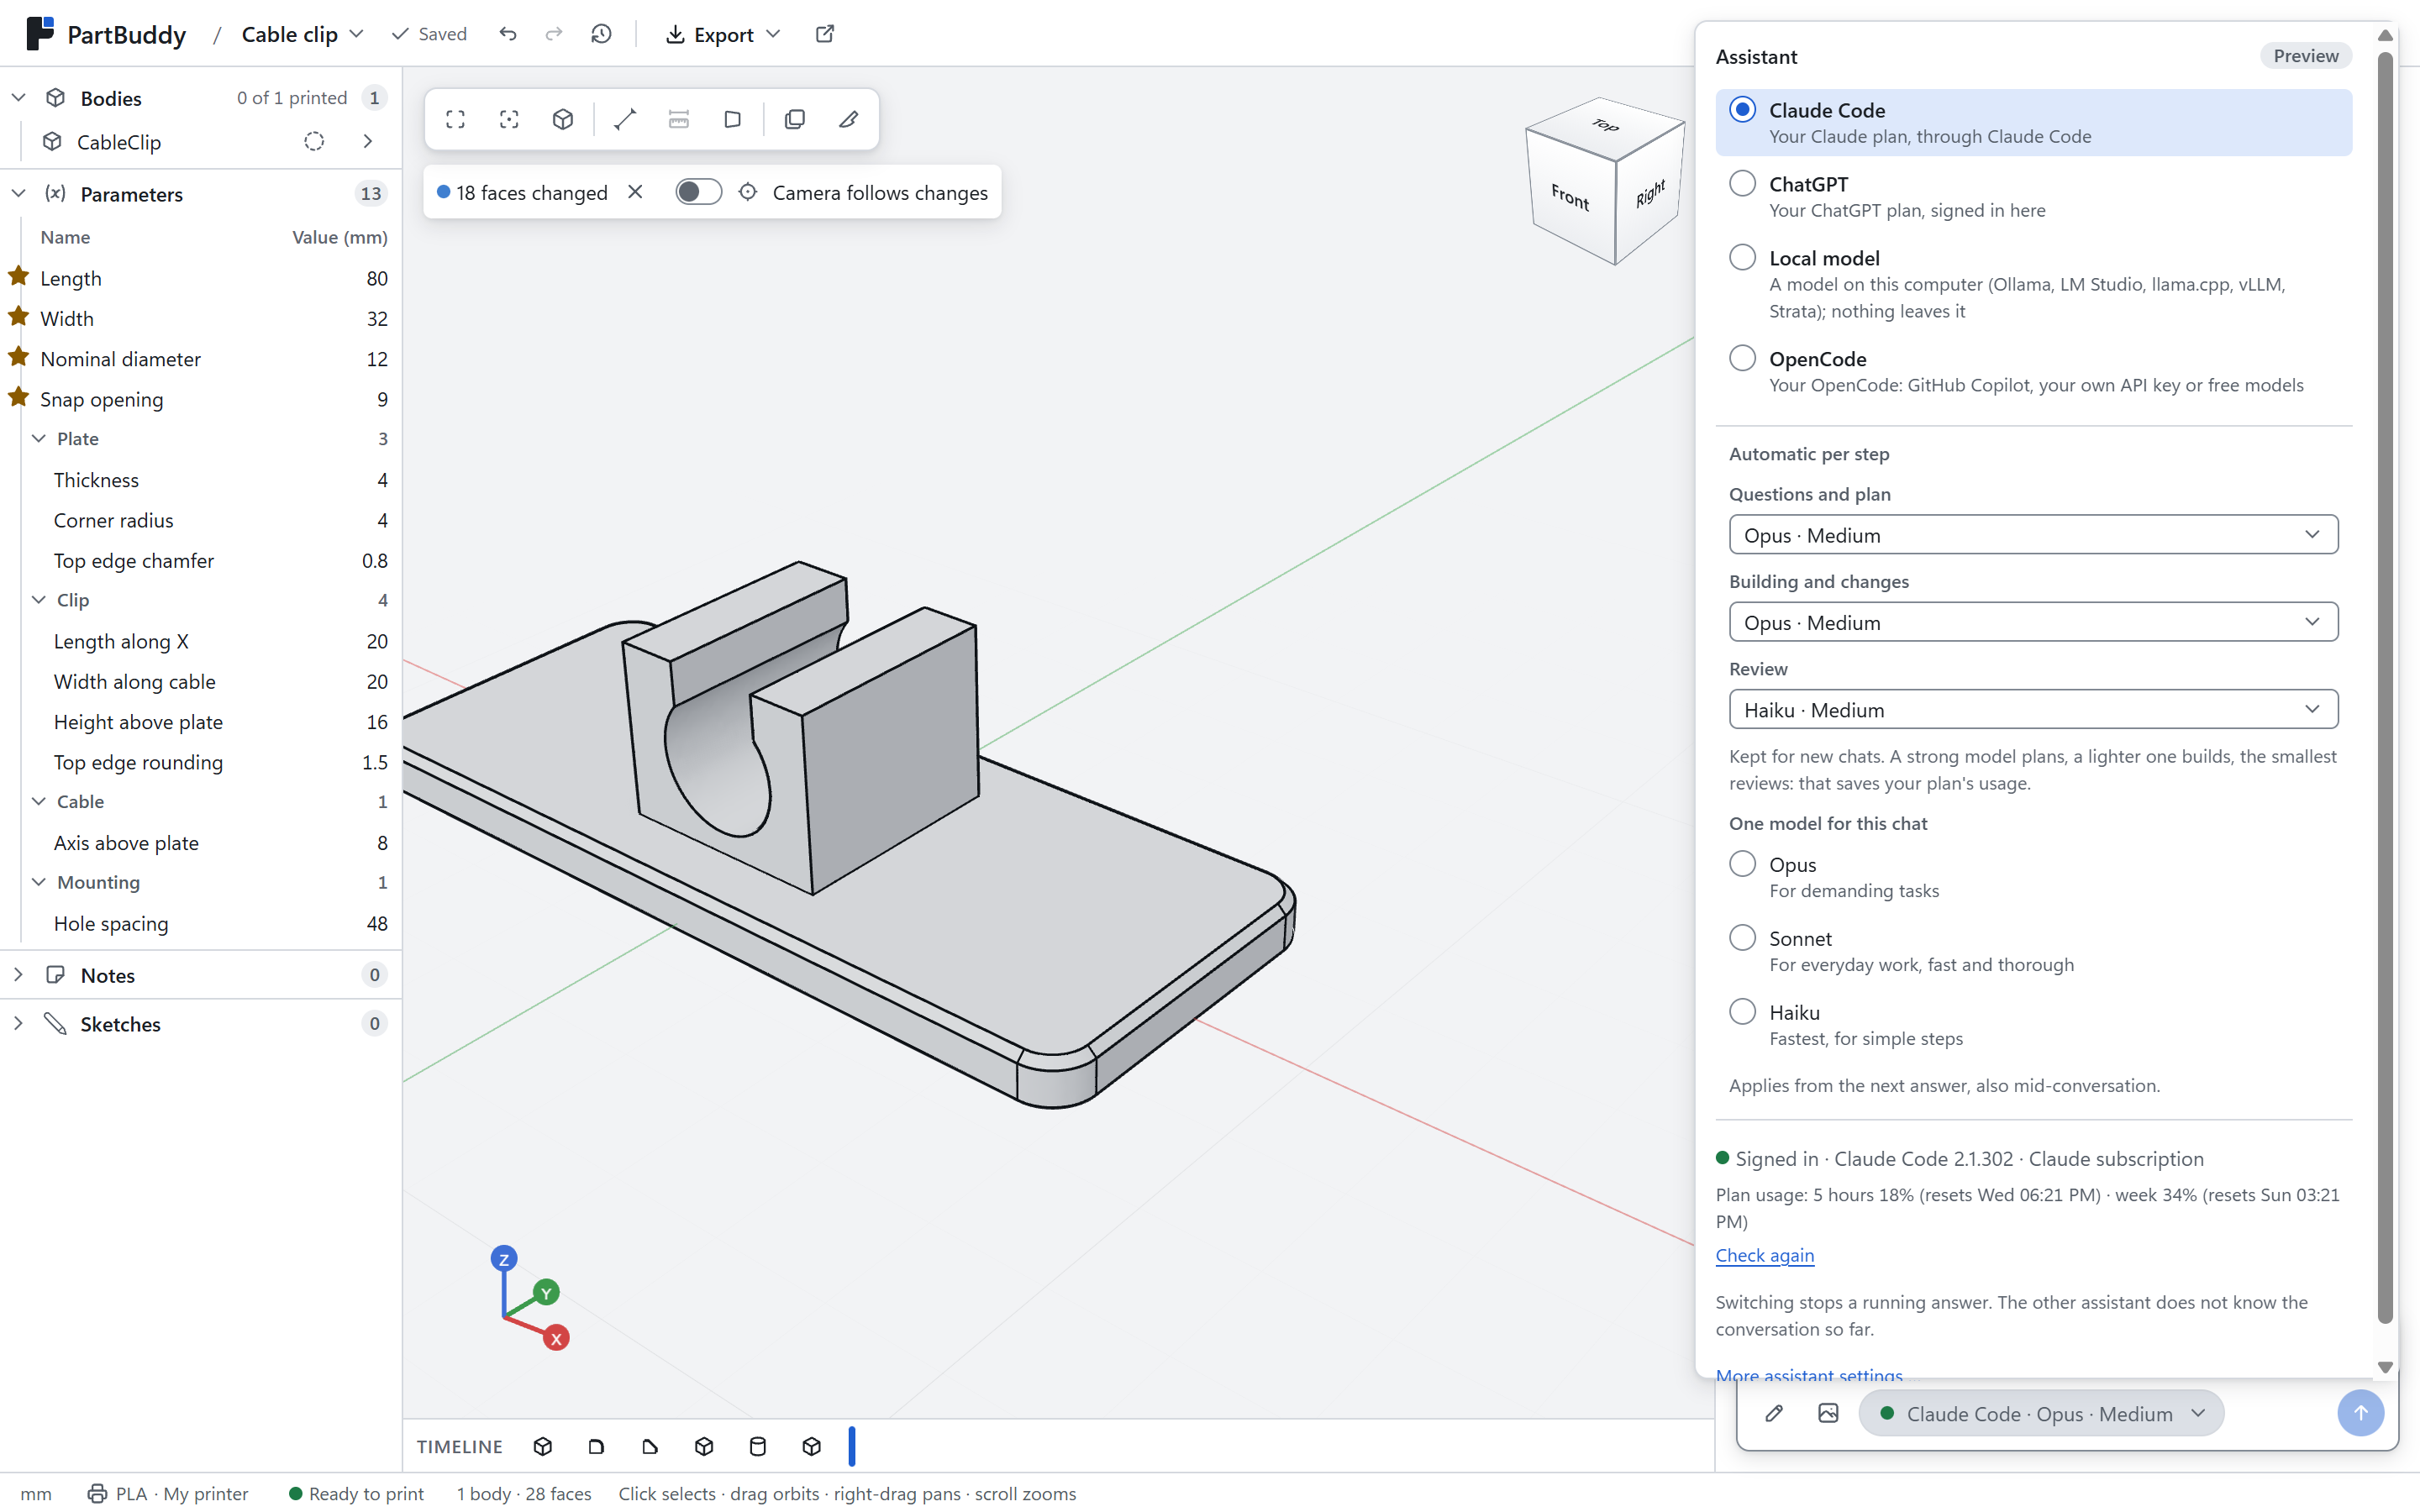 PartBuddy / Cable clip Saved Export
Bodies 0 of 1 printed 1
CableClip
Parameters 13
Name Value (mm)
Length 80
Width 32
Nominal diameter 12
Snap opening 9
Plate 3
Thickness 4
Corner radius 4
Top edge chamfer 0.8
Clip 4
Length along X 20
Width along cable 20
Height above plate 16
Top edge rounding 1.5
Cable 1
Axis above plate 8
Mounting 1
Hole spacing 48
Notes 0
Sketches 0
18 faces changed Camera follows changes
Top
Front Right
Z
Y
X
TIMELINE
Assistant Preview
Claude Code
Your Claude plan, through Claude Code
ChatGPT
Your ChatGPT plan, signed in here
Local model
A model on this computer (Ollama, LM Studio, llama.cpp, vLLM,
Strata); nothing leaves it
OpenCode
Your OpenCode: GitHub Copilot, your own API key or free models
Automatic per step
Questions and plan
Opus · Medium
Building and changes
Opus · Medium
Review
Haiku · Medium
Kept for new chats. A strong model plans, a lighter one builds, the smallest
reviews: that saves your plan's usage.
One model for this chat
Opus
For demanding tasks
Sonnet
For everyday work, fast and thorough
Haiku
Fastest, for simple steps
Applies from the next answer, also mid-conversation.
Signed in · Claude Code 2.1.302 · Claude subscription
Plan usage: 5 hours 18% (resets Wed 06:21 PM) · week 34% (resets Sun 03:21
PM)
Check again
Switching stops a running answer. The other assistant does not know the
conversation so far.
More assistant settings…
Claude Code · Opus · Medium
mm PLA · My printer Ready to print 1 body · 28 faces Click selects · drag orbits · right-drag pans · scroll zooms